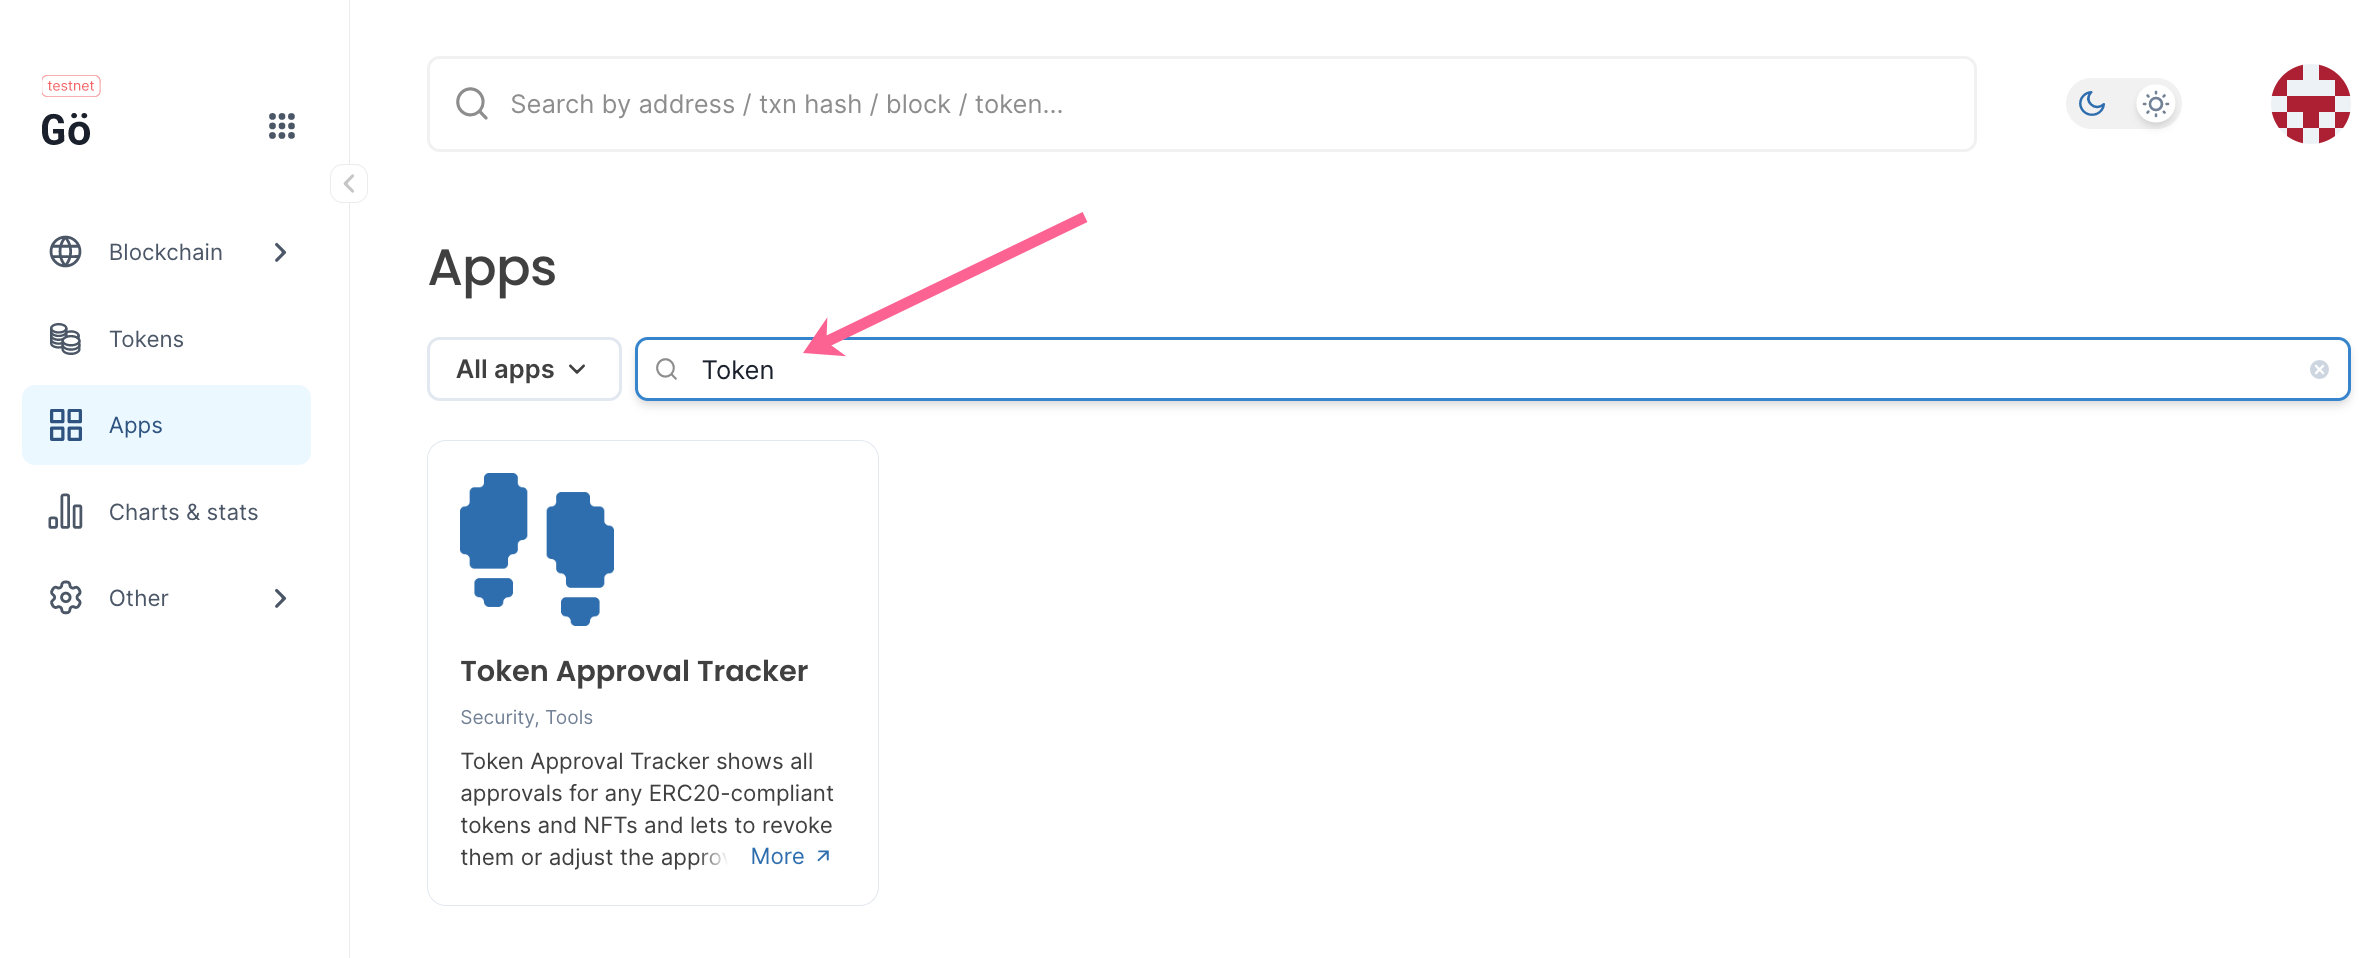 testnet
Gö
Search by address / txn hash / block / token...
Blockchain
Tokens
Apps
Charts & stats
Other
Apps
All apps
Token
Token Approval Tracker
Security, Tools
Token Approval Tracker shows all
approvals for any ERC20-compliant
tokens and NFTs and lets to revoke
them or adjust the approv More